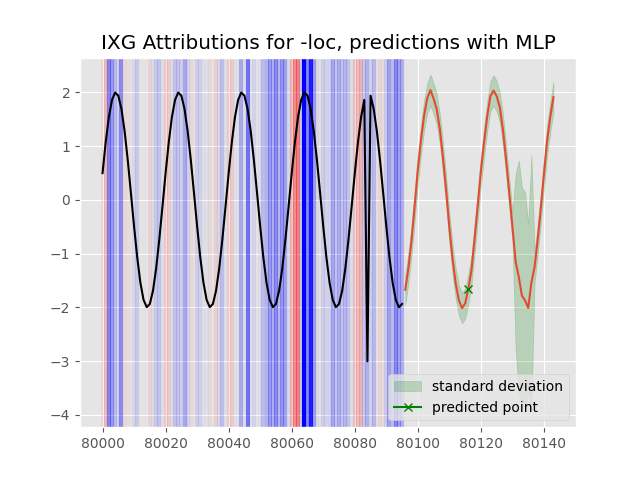 IXG Attributions for -loc, predictions with MLP
2
1
0
−1
−2
−3
−4
standard deviation
predicted point
80000 80020 80040 80060 80080 80100 80120 80140